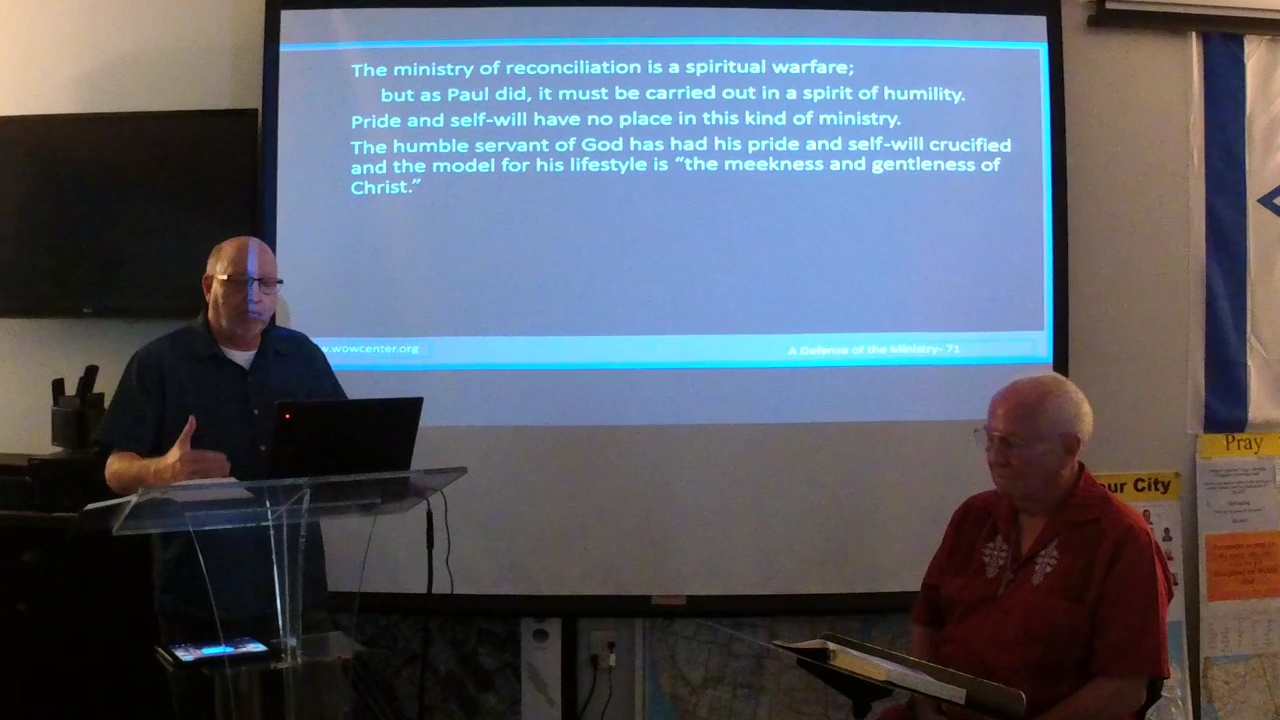 The ministry of reconciliation is a spiritual warfare;
but as Paul did, it must be carried out in a spirit of humility.
Pride and self-will have no place in this kind of ministry.
The humble servant of God has had his pride and self-will crucified
and the model for his lifestyle is “the meekness and gentleness of
Christ.”
.wowcenter.org
A Defense of the Ministry- 71
Pray
ur City